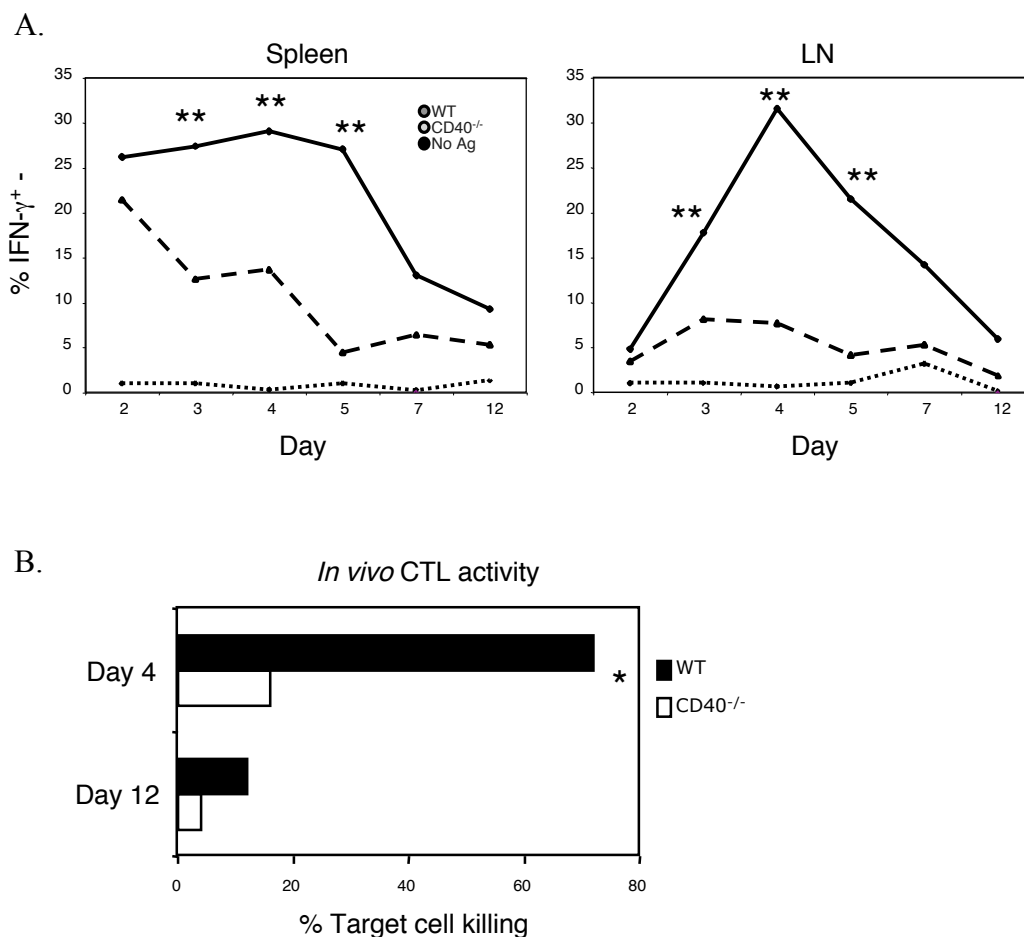 A.
Spleen
LN
% IFN-γ⁺ -
35
30
25
20
15
10
5
0
** ** **
WT
CD40⁻/⁻
No Ag
2 3 4 5 7 12
Day
35
30
25
20
15
10
5
0
**
**
**
2 3 4 5 7 12
Day
B.
In vivo CTL activity
Day 4
*
WT
CD40⁻/⁻
Day 12
0 20 40 60 80
% Target cell killing